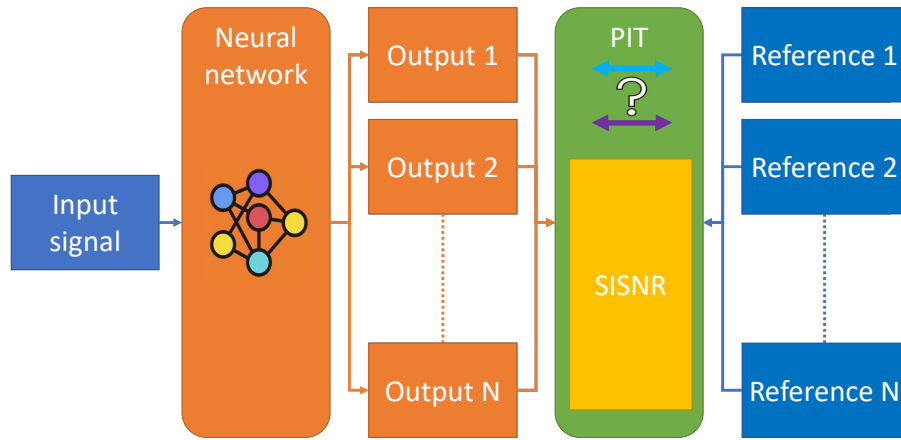 Input
signal
Neural
network
Output 1
Output 2
Output N
PIT
?
SISNR
Reference 1
Reference 2
Reference N